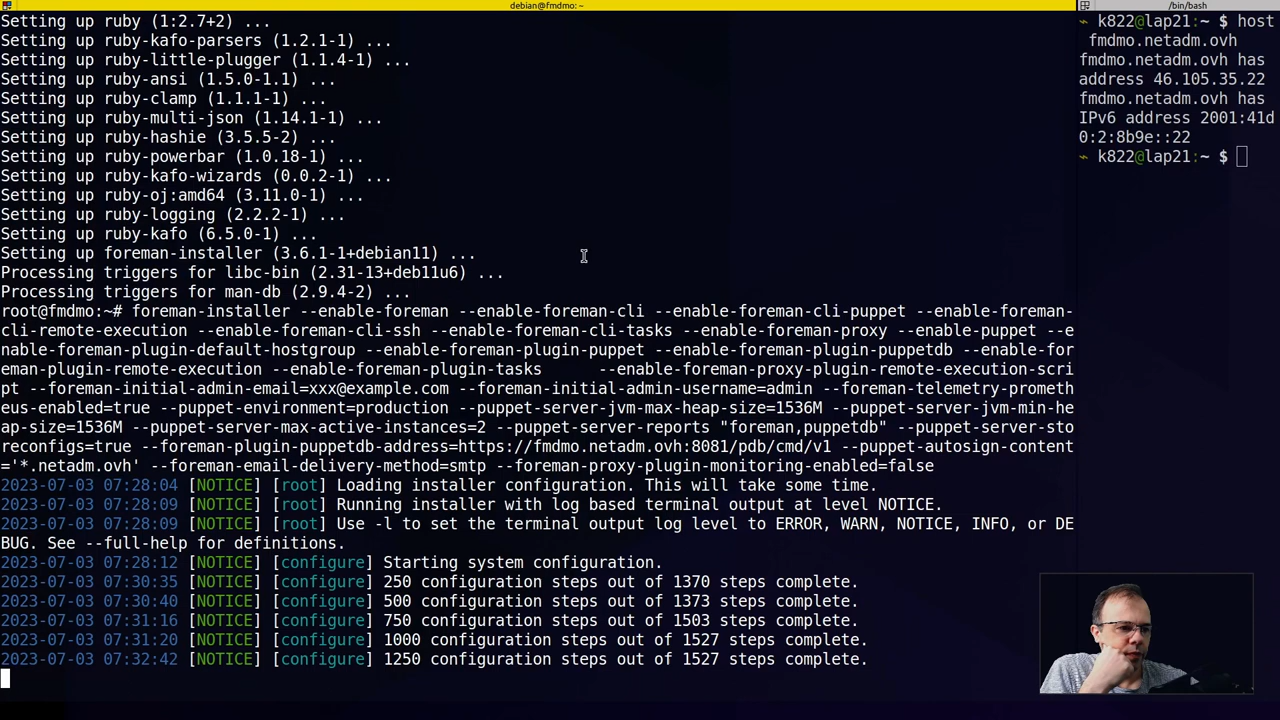 debian@fmdmo: ~
Setting up ruby (1:2.7+2) ...
Setting up ruby-kafo-parsers (1.2.1-1) ...
Setting up ruby-little-plugger (1.1.4-1) ...
Setting up ruby-ansi (1.5.0-1.1) ...
Setting up ruby-clamp (1.1.1-1) ...
Setting up ruby-multi-json (1.14.1-1) ...
Setting up ruby-hashie (3.5.5-2) ...
Setting up ruby-powerbar (1.0.18-1) ...
Setting up ruby-kafo-wizards (0.0.2-1) ...
Setting up ruby-oj:amd64 (3.11.0-1) ...
Setting up ruby-logging (2.2.2-1) ...
Setting up ruby-kafo (6.5.0-1) ...
Setting up foreman-installer (3.6.1-1+debian11) ...
Processing triggers for libc-bin (2.31-13+deb11u6) ...
Processing triggers for man-db (2.9.4-2) ...
root@fmdmo:~# foreman-installer --enable-foreman --enable-foreman-cli --enable-foreman-cli-puppet --enable-foreman-
cli-remote-execution --enable-foreman-cli-ssh --enable-foreman-cli-tasks --enable-foreman-proxy --enable-puppet --e
nable-foreman-plugin-default-hostgroup --enable-foreman-plugin-puppet --enable-foreman-plugin-puppetdb --enable-for
eman-plugin-remote-execution --enable-foreman-plugin-tasks      --enable-foreman-proxy-plugin-remote-execution-scri
pt --foreman-initial-admin-email=xxx@example.com --foreman-initial-admin-username=admin --foreman-telemetry-prometh
eus-enabled=true --puppet-environment=production --puppet-server-jvm-max-heap-size=1536M --puppet-server-jvm-min-he
ap-size=1536M --puppet-server-max-active-instances=2 --puppet-server-reports "foreman,puppetdb" --puppet-server-sto
reconfigs=true --foreman-plugin-puppetdb-address=https://fmdmo.netadm.ovh:8081/pdb/cmd/v1 --puppet-autosign-content
='*.netadm.ovh' --foreman-email-delivery-method=smtp --foreman-proxy-plugin-monitoring-enabled=false
2023-07-03 07:28:04 [NOTICE] [root] Loading installer configuration. This will take some time.
2023-07-03 07:28:09 [NOTICE] [root] Running installer with log based terminal output at level NOTICE.
2023-07-03 07:28:09 [NOTICE] [root] Use -l to set the terminal output log level to ERROR, WARN, NOTICE, INFO, or DE
BUG. See --full-help for definitions.
2023-07-03 07:28:12 [NOTICE] [configure] Starting system configuration.
2023-07-03 07:30:35 [NOTICE] [configure] 250 configuration steps out of 1370 steps complete.
2023-07-03 07:30:40 [NOTICE] [configure] 500 configuration steps out of 1373 steps complete.
2023-07-03 07:31:16 [NOTICE] [configure] 750 configuration steps out of 1503 steps complete.
2023-07-03 07:31:20 [NOTICE] [configure] 1000 configuration steps out of 1527 steps complete.
2023-07-03 07:32:42 [NOTICE] [configure] 1250 configuration steps out of 1527 steps complete.
/bin/bash
k822@lap21:~ $ host
fmdmo.netadm.ovh
fmdmo.netadm.ovh has
address 46.105.35.22
fmdmo.netadm.ovh has
IPv6 address 2001:41d
0:2:8b9e::22
k822@lap21:~ $